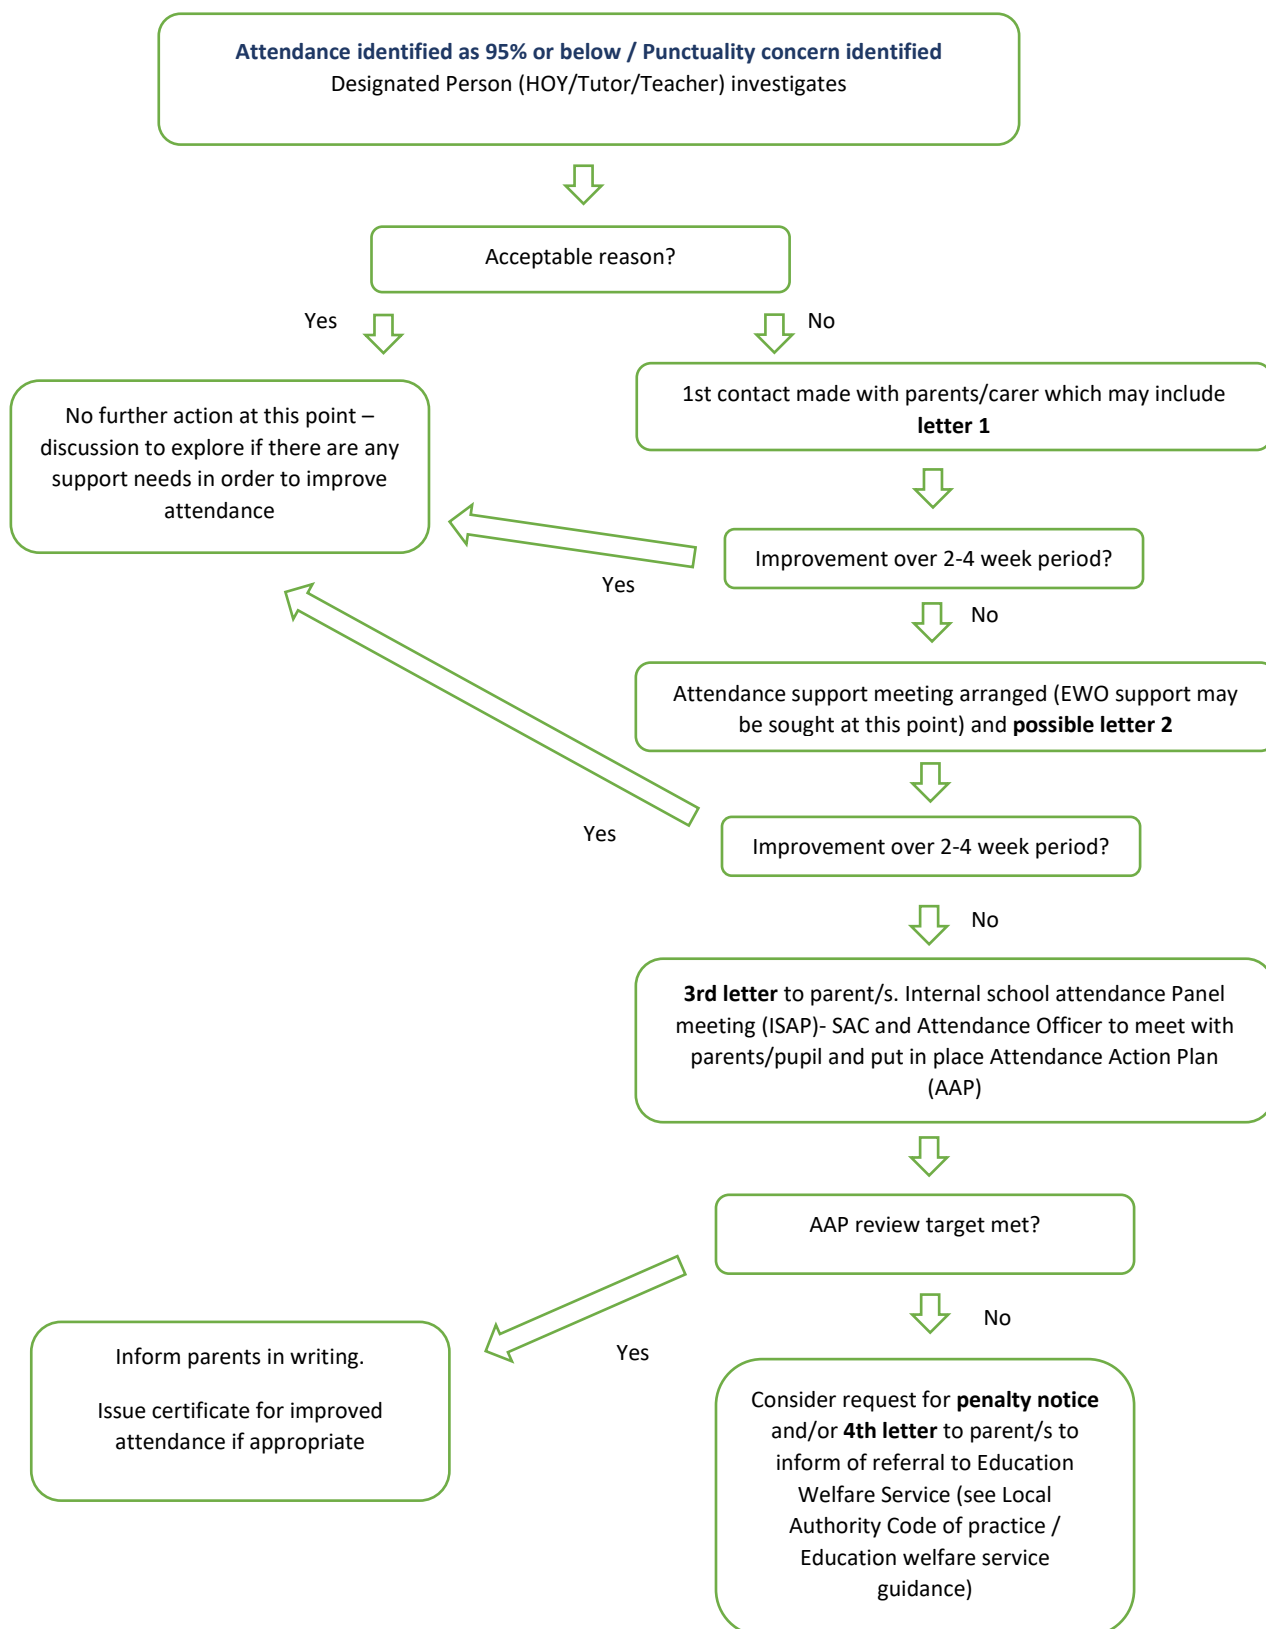 Attendance identified as 95% or below / Punctuality concern identified
Designated Person (HOY/Tutor/Teacher) investigates
Acceptable reason?
Yes
No
No further action at this point –
discussion to explore if there are any
support needs in order to improve
attendance
1st contact made with parents/carer which may include
letter 1
Improvement over 2-4 week period?
Yes
No
Attendance support meeting arranged (EWO support may
be sought at this point) and possible letter 2
Yes
Improvement over 2-4 week period?
No
3rd letter to parent/s. Internal school attendance Panel
meeting (ISAP)- SAC and Attendance Officer to meet with
parents/pupil and put in place Attendance Action Plan
(AAP)
AAP review target met?
No
Yes
Inform parents in writing.
Issue certificate for improved
attendance if appropriate
Consider request for penalty notice
and/or 4th letter to parent/s to
inform of referral to Education
Welfare Service (see Local
Authority Code of practice /
Education welfare service
guidance)